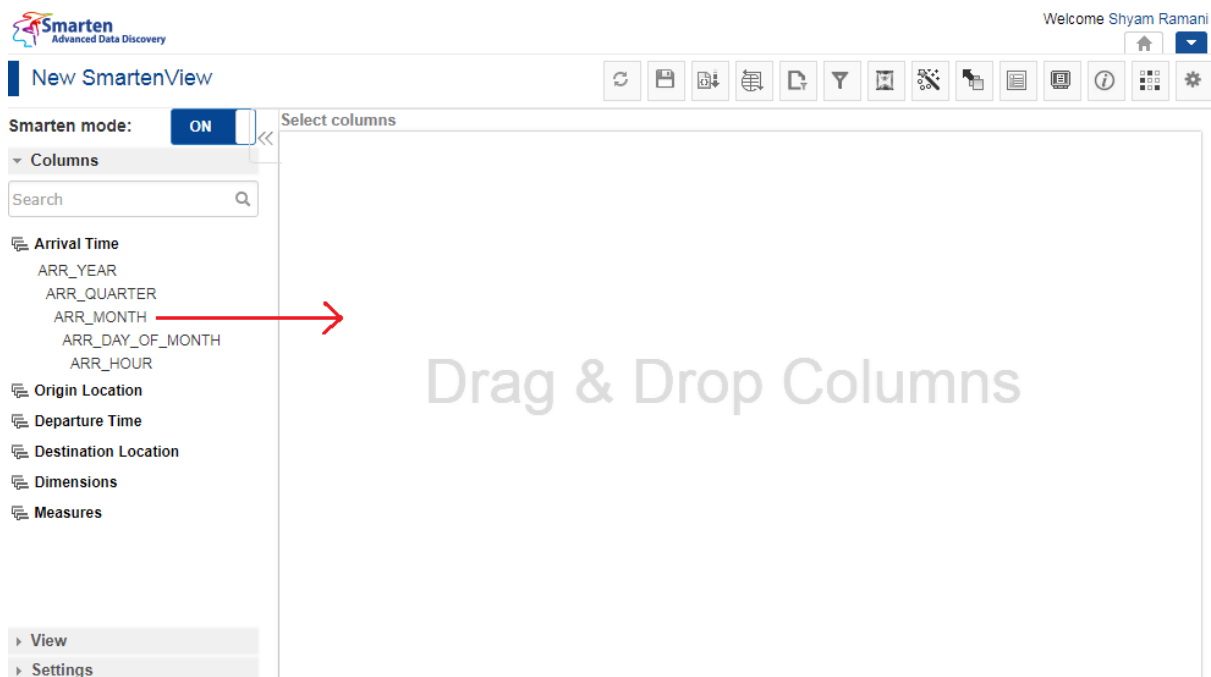 Smarten
Advanced Data Discovery
Welcome Shyam Ramani
New SmartenView
Smarten mode:
ON
Select columns
Columns
Search
Arrival Time
ARR_YEAR
ARR_QUARTER
ARR_MONTH
ARR_DAY_OF_MONTH
ARR_HOUR
Origin Location
Departure Time
Destination Location
Dimensions
Measures
Drag & Drop Columns
View
Settings